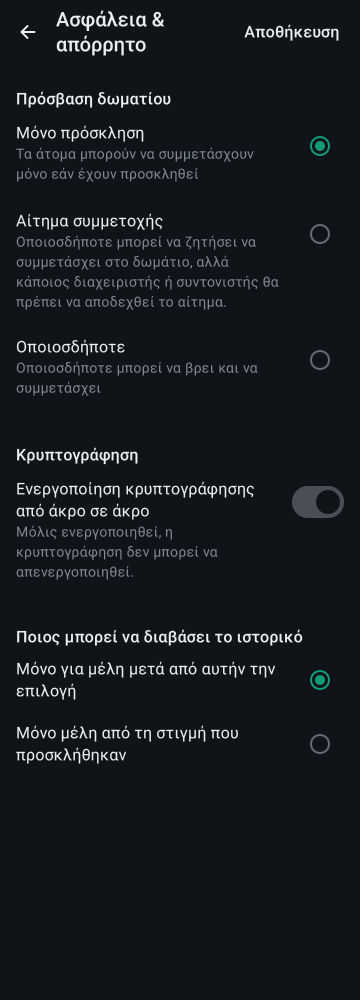 Ασφάλεια &
απόρρητο
Αποθήκευση
Πρόσβαση δωματίου
Μόνο πρόσκληση
Τα άτομα μπορούν να συμμετάσχουν
μόνο εάν έχουν προσκληθεί
Αίτημα συμμετοχής
Οποιοσδήποτε μπορεί να ζητήσει να
συμμετάσχει στο δωμάτιο, αλλά
κάποιος διαχειριστής ή συντονιστής θα
πρέπει να αποδεχθεί το αίτημα.
Οποιοσδήποτε
Οποιοσδήποτε μπορεί να βρει και να
συμμετάσχει
Κρυπτογράφηση
Ενεργοποίηση κρυπτογράφησης
από άκρο σε άκρο
Μόλις ενεργοποιηθεί, η
κρυπτογράφηση δεν μπορεί να
απενεργοποιηθεί.
Ποιος μπορεί να διαβάσει το ιστορικό
Μόνο για μέλη μετά από αυτήν την
επιλογή
Μόνο μέλη από τη στιγμή που
προσκλήθηκαν